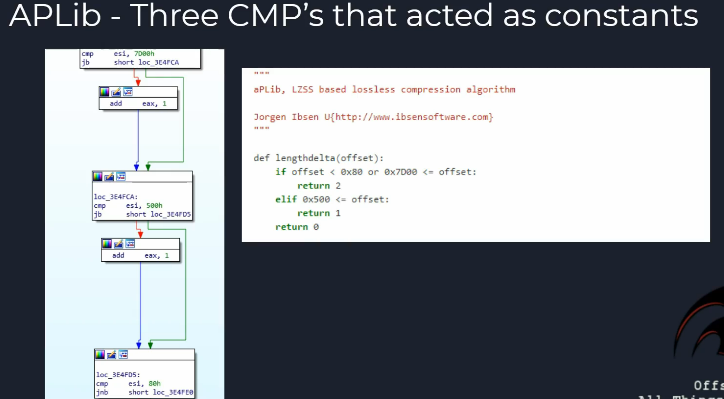 APLib - Three CMP's that acted as constants
cmp esi, 7D00h
jb short loc_3E4FCA
add eax, 1
loc_3E4FCA:
cmp esi, 500h
jb short loc_3E4FD5
add eax, 1
loc_3E4FD5:
cmp esi, 80h
jnb short loc_3E4FE0
"""
aPLib, LZSS based lossless compression algorithm
Jorgen Ibsen U{http://www.ibsensoftware.com}
"""
def lengthdelta(offset):
if offset < 0x80 or 0x7D00 <= offset:
return 2
elif 0x500 <= offset:
return 1
return 0
Offs